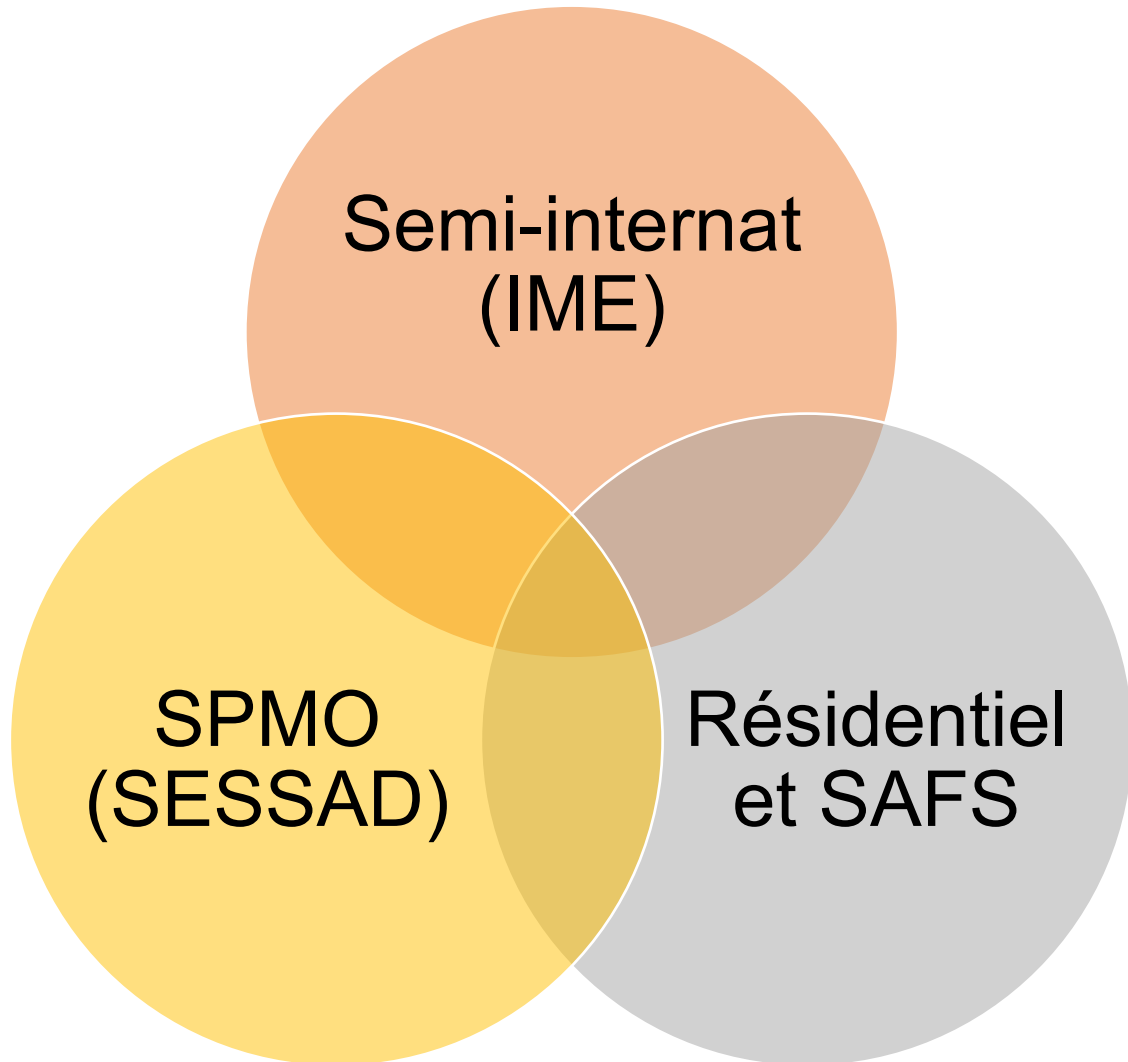 Semi-internat
(IME)
SPMO
(SESSAD)
Résidentiel
et SAFS